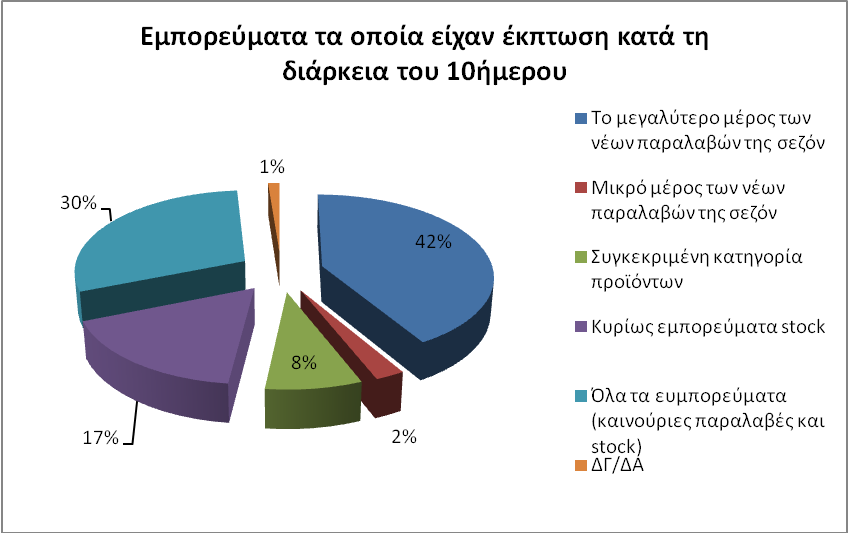 Εμπορεύματα τα οποία είχαν έκπτωση κατά τη
διάρκεια του 10ήμερου
Το μεγαλύτερο μέρος των
νέων παραλαβών της σεζόν
Μικρό μέρος των νέων
παραλαβών της σεζόν
Συγκεκριμένη κατηγορία
προϊόντων
Κυρίως εμπορεύματα stock
Όλα τα ευμπορεύματα
(καινούριες παραλαβές και
stock)
ΔΓ/ΔΑ
1%
30%
42%
8%
17%
2%